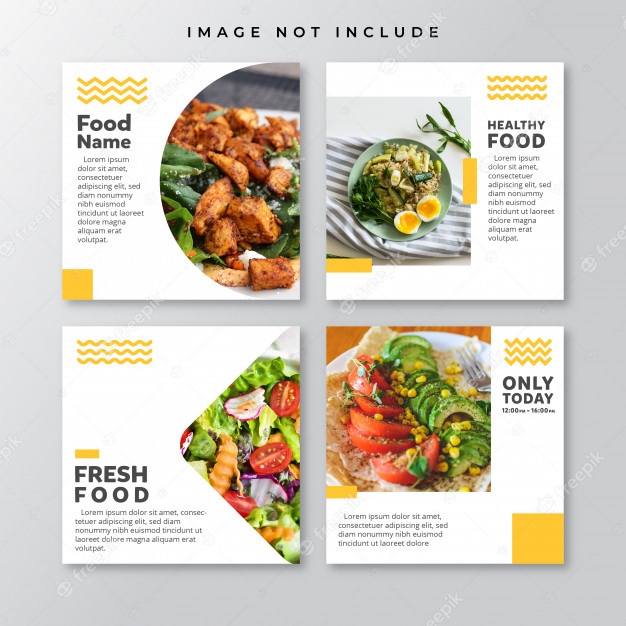 IMAGE NOT INCLUDE
Food
Name
Lorem ipsum
dolor sit amet,
consectetuer
adipiscing elit,
sed diam
nonummy nibh
euismod
tincidunt ut
laoreet dolore
magna
aliquam erat
volutpat.
HEALTHY
FOOD
Lorem ipsum
dolor sit amet,
consectetuer
adipiscing elit,
sed diam
nonummy nibh
euismod
tincidunt ut
laoreet dolore
magna
aliquam erat
volutpat.
FRESH
FOOD
Lorem ipsum dolor sit amet,
consectetuer adipiscing elit,
sed diam nonummy nibh
euismod tincidunt ut laoreet
dolore magna aliquam erat
volutpat.
ONLY
TODAY
12:00PM - 16:00AM
Lorem ipsum dolor sit amet,
consectetuer adipiscing elit,
sed diam nonummy nibh
euismod tincidunt ut laoreet
freepik